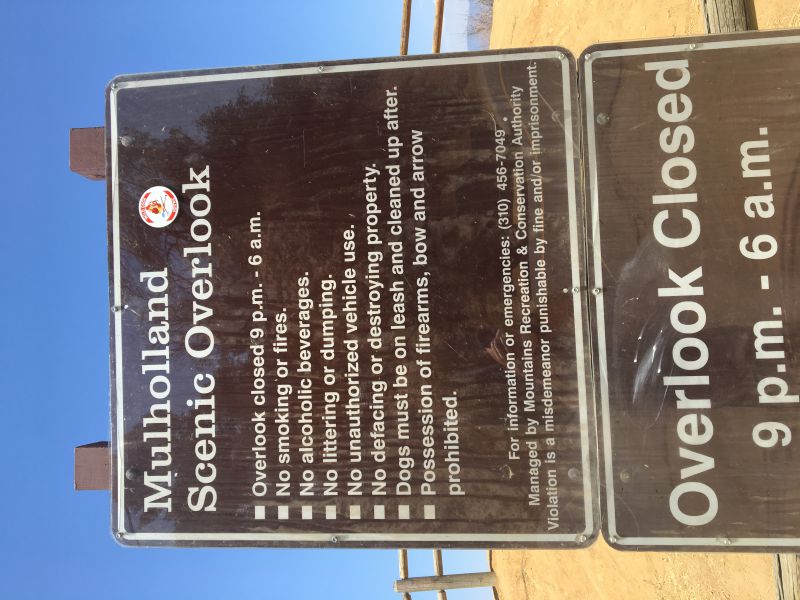 Mulholland
Scenic Overlook
■ Overlook closed 9 p.m. - 6 a.m.
■ No smoking or fires.
■ No alcoholic beverages.
■ No littering or dumping.
■ No unauthorized vehicle use.
■ No defacing or destroying property.
■ Dogs must be on leash and cleaned up after.
■ Possession of firearms, bow and arrow
prohibited.
For information or emergencies: (310) 456-7049
Managed by Mountains Recreation & Conservation Authority
Violation is a misdemeanor punishable by fine and/or imprisonment.
Overlook Closed
9 p.m. - 6 a.m.